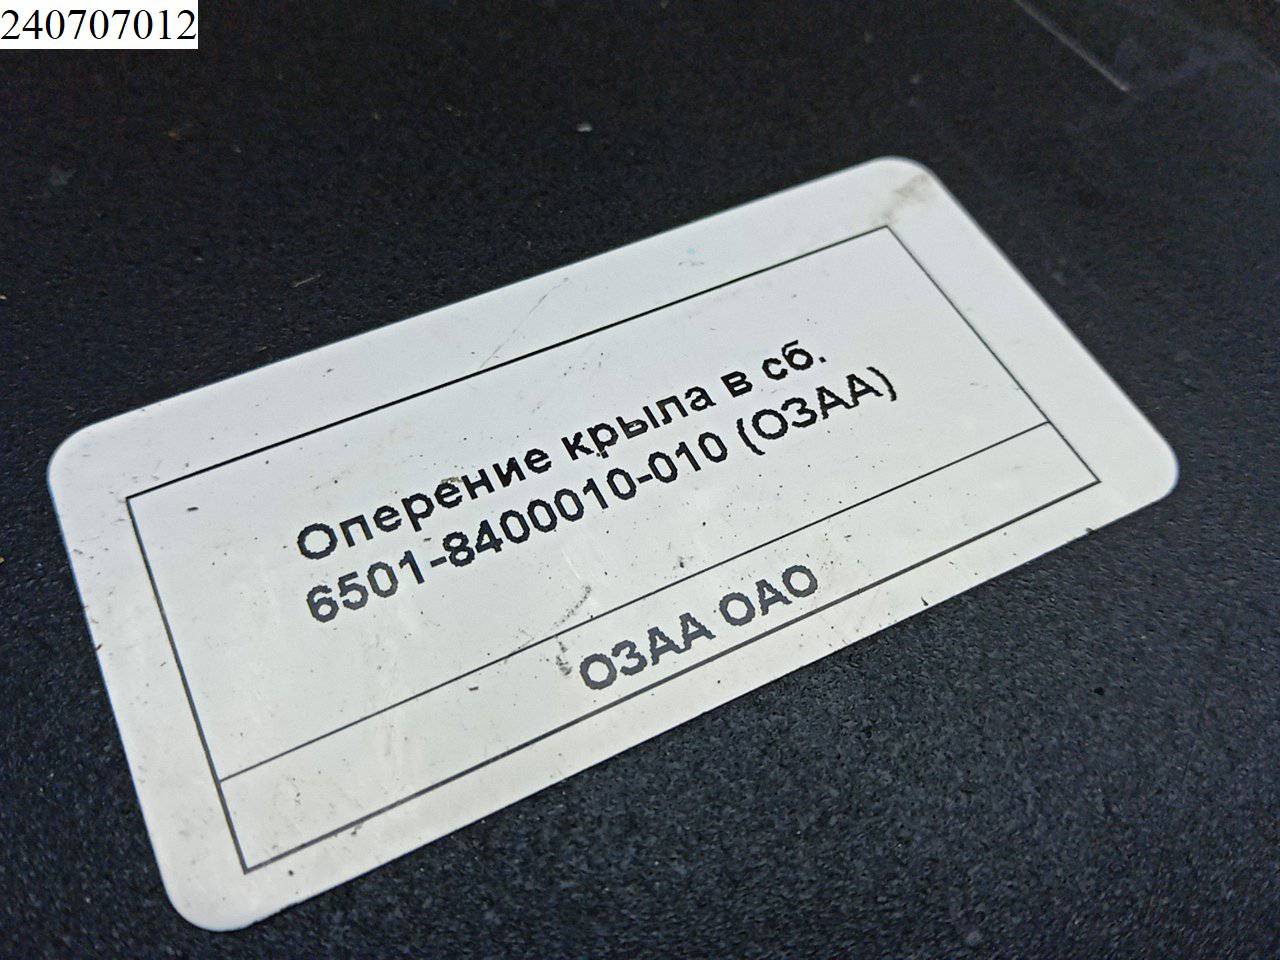 240707012
Оперение крыла в сб.
6501-8400010-010 (ОЗАА)
ОЗАА ОАО